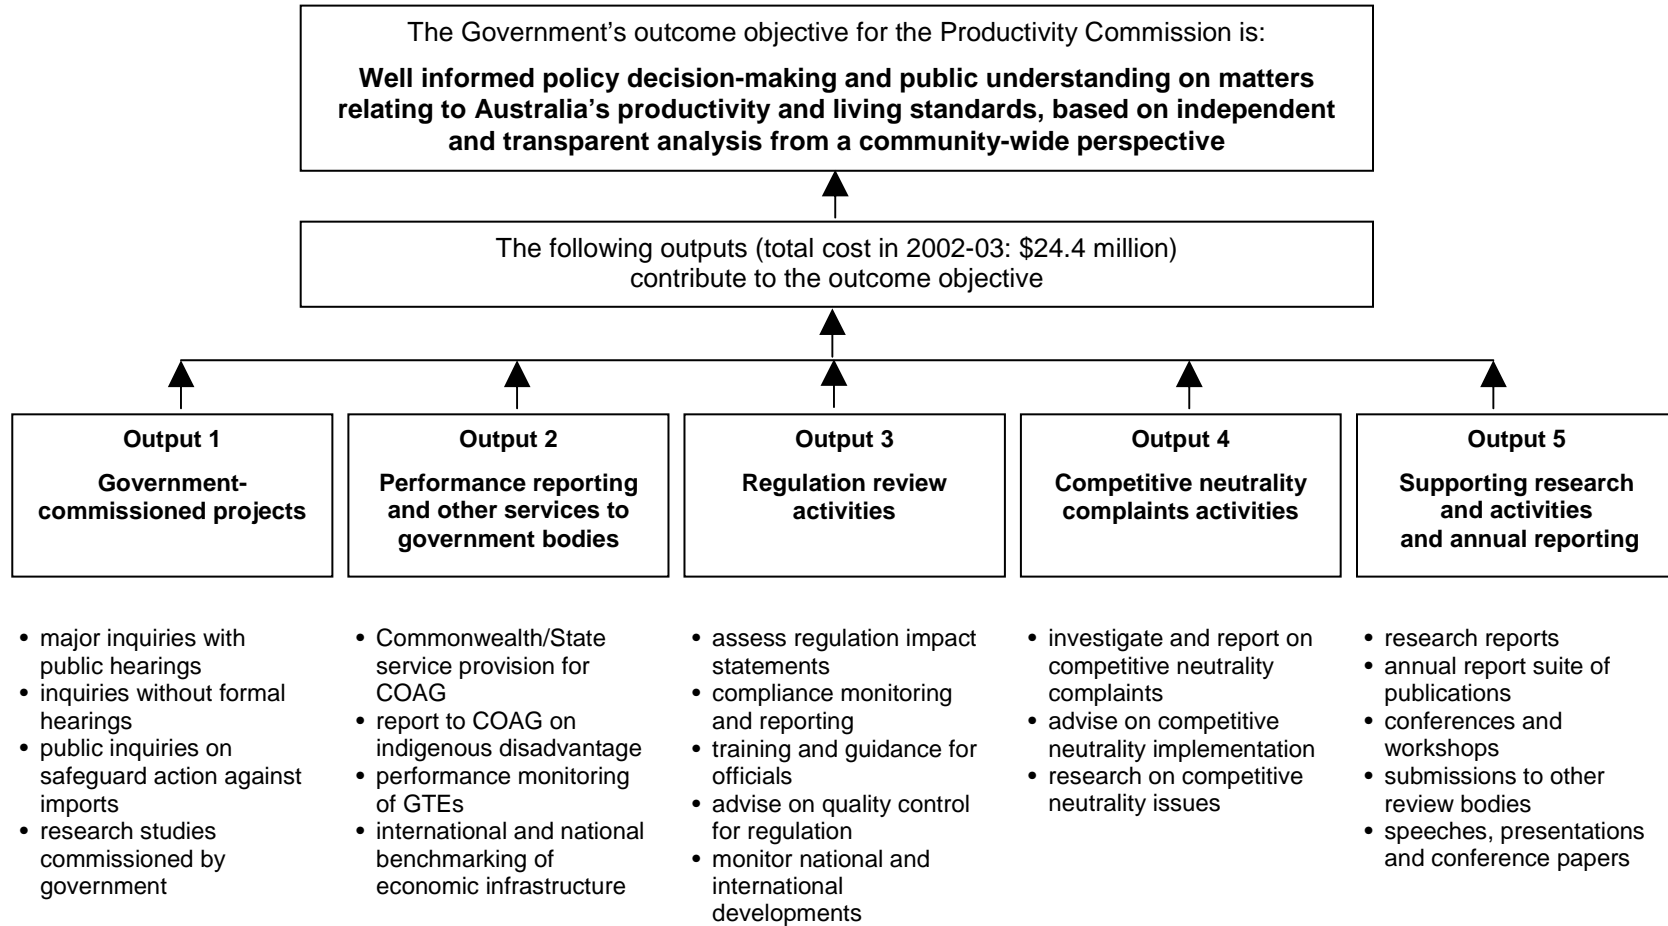 The Government’s outcome objective for the Productivity Commission is:
Well informed policy decision-making and public understanding on matters
relating to Australia’s productivity and living standards, based on independent
and transparent analysis from a community-wide perspective
The following outputs (total cost in 2002-03: $24.4 million)
contribute to the outcome objective
Output 1
Government-
commissioned projects
Output 2
Performance reporting
and other services to
government bodies
Output 3
Regulation review
activities
Output 4
Competitive neutrality
complaints activities
Output 5
Supporting research
and activities
and annual reporting
• major inquiries with
public hearings
• inquiries without formal
hearings
• public inquiries on
safeguard action against
imports
• research studies
commissioned by
government
• Commonwealth/State
service provision for
COAG
• report to COAG on
indigenous disadvantage
• performance monitoring
of GTEs
• international and national
benchmarking of
economic infrastructure
• assess regulation impact
statements
• compliance monitoring
and reporting
• training and guidance for
officials
• advise on quality control
for regulation
• monitor national and
international
developments
• investigate and report on
competitive neutrality
complaints
• advise on competitive
neutrality implementation
• research on competitive
neutrality issues
• research reports
• annual report suite of
publications
• conferences and
workshops
• submissions to other
review bodies
• speeches, presentations
and conference papers